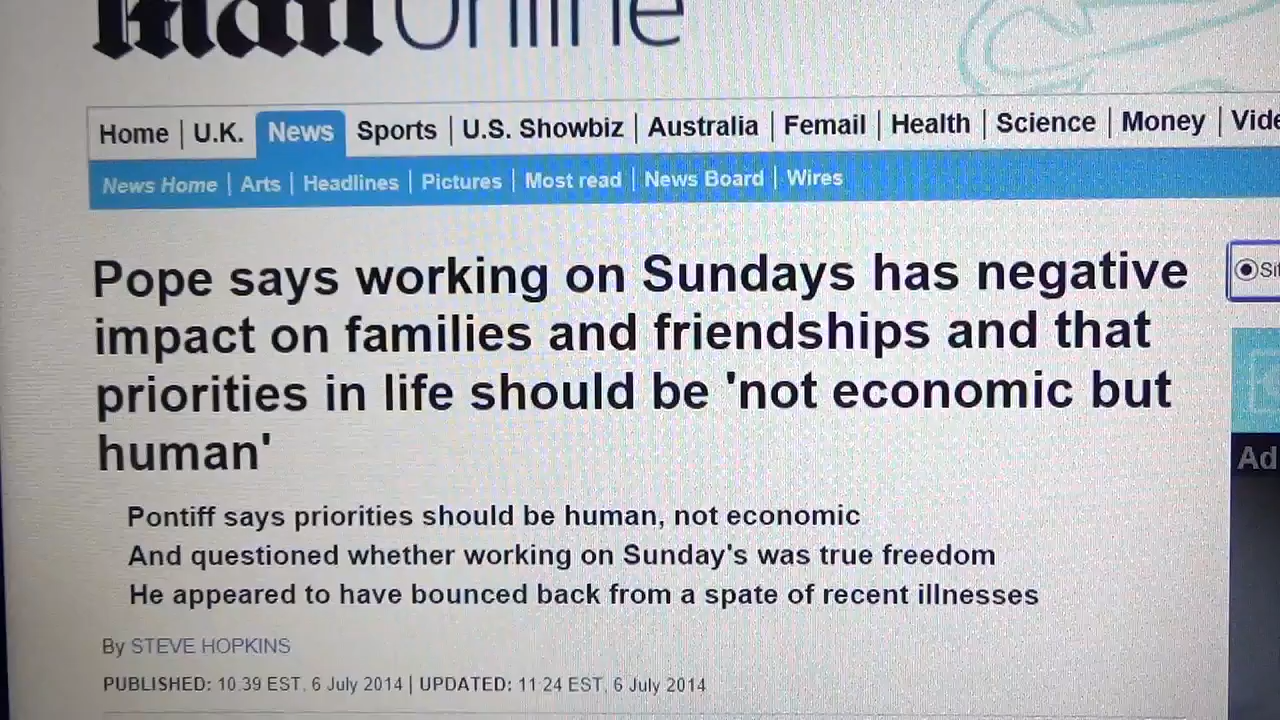 Mail Online
Home | U.K. News Sports | U.S. Showbiz | Australia | Femail | Health | Science | Money |
News Home | Arts | Headlines | Pictures | Most read | News Board | Wires
Pope says working on Sundays has negative
impact on families and friendships and that
priorities in life should be 'not economic but
human'
Pontiff says priorities should be human, not economic
And questioned whether working on Sunday's was true freedom
He appeared to have bounced back from a spate of recent illnesses
By STEVE HOPKINS
PUBLISHED: 10:39 EST, 6 July 2014 | UPDATED: 11:24 EST, 6 July 2014
Ad